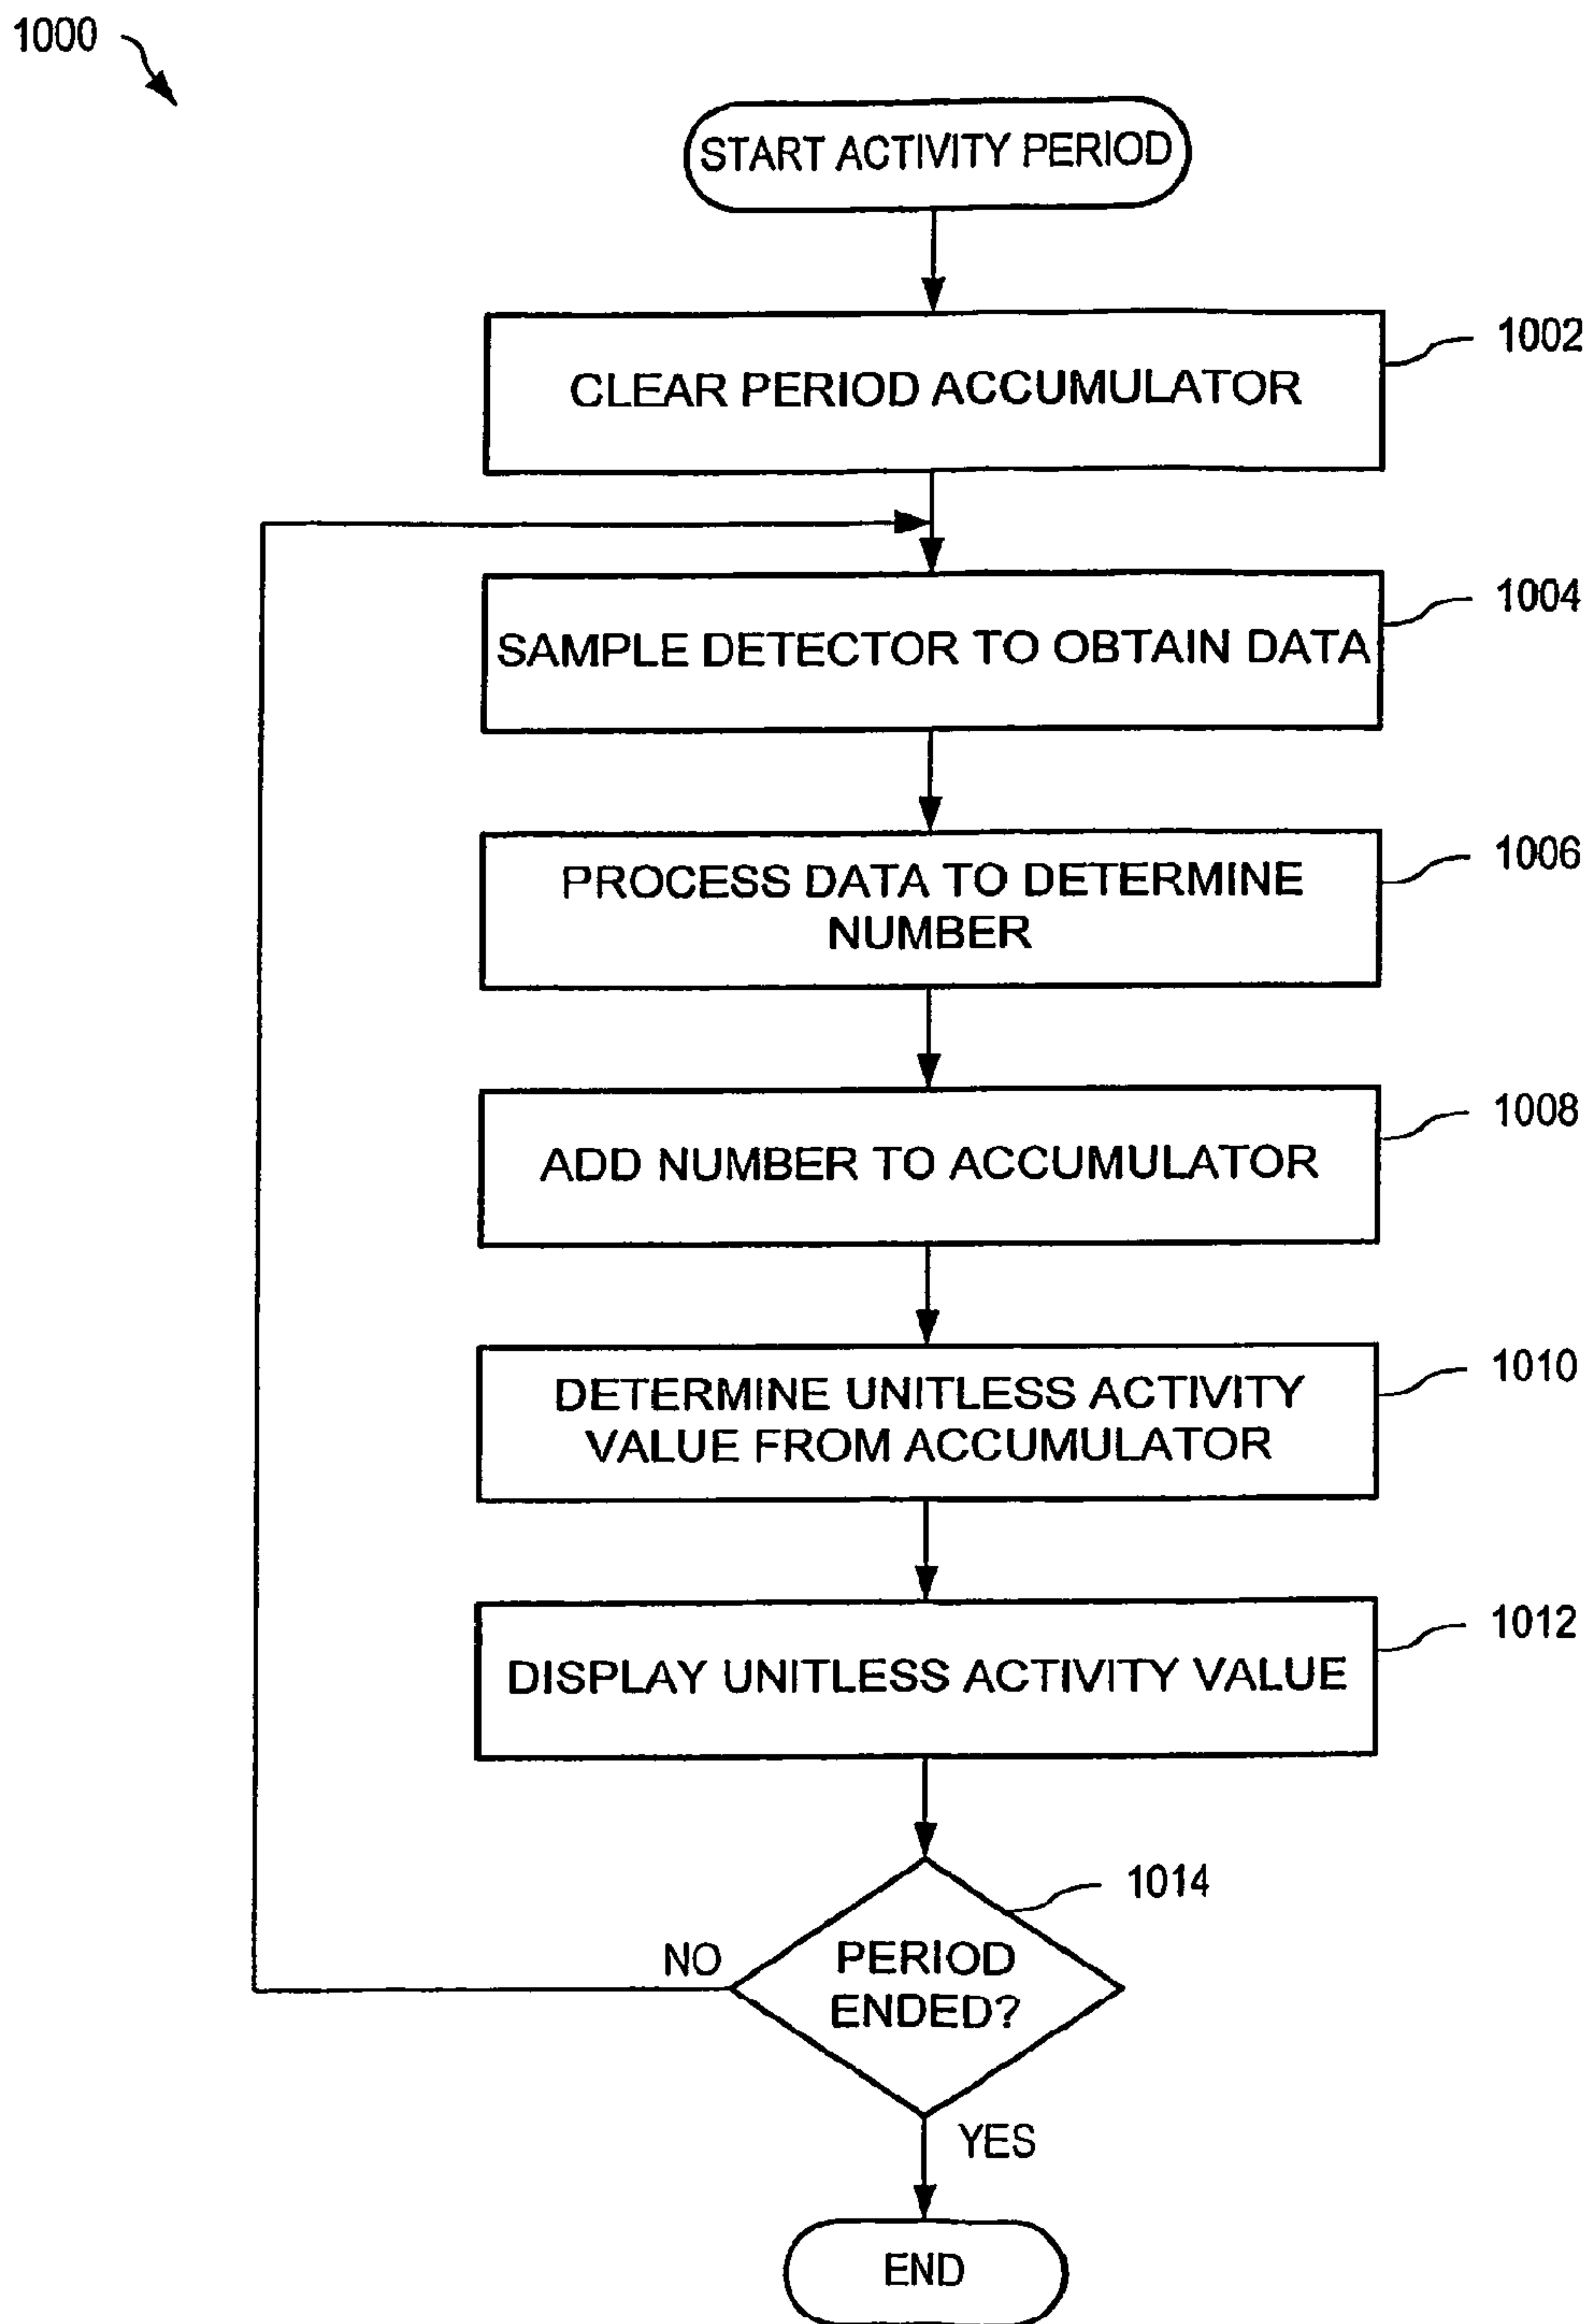 1000
START ACTIVITY PERIOD
CLEAR PERIOD ACCUMULATOR
1002
SAMPLE DETECTOR TO OBTAIN DATA
1004
PROCESS DATA TO DETERMINE
NUMBER
1006
ADD NUMBER TO ACCUMULATOR
1008
DETERMINE UNITLESS ACTIVITY
VALUE FROM ACCUMULATOR
1010
DISPLAY UNITLESS ACTIVITY VALUE
1012
PERIOD
ENDED?
1014
NO
YES
END